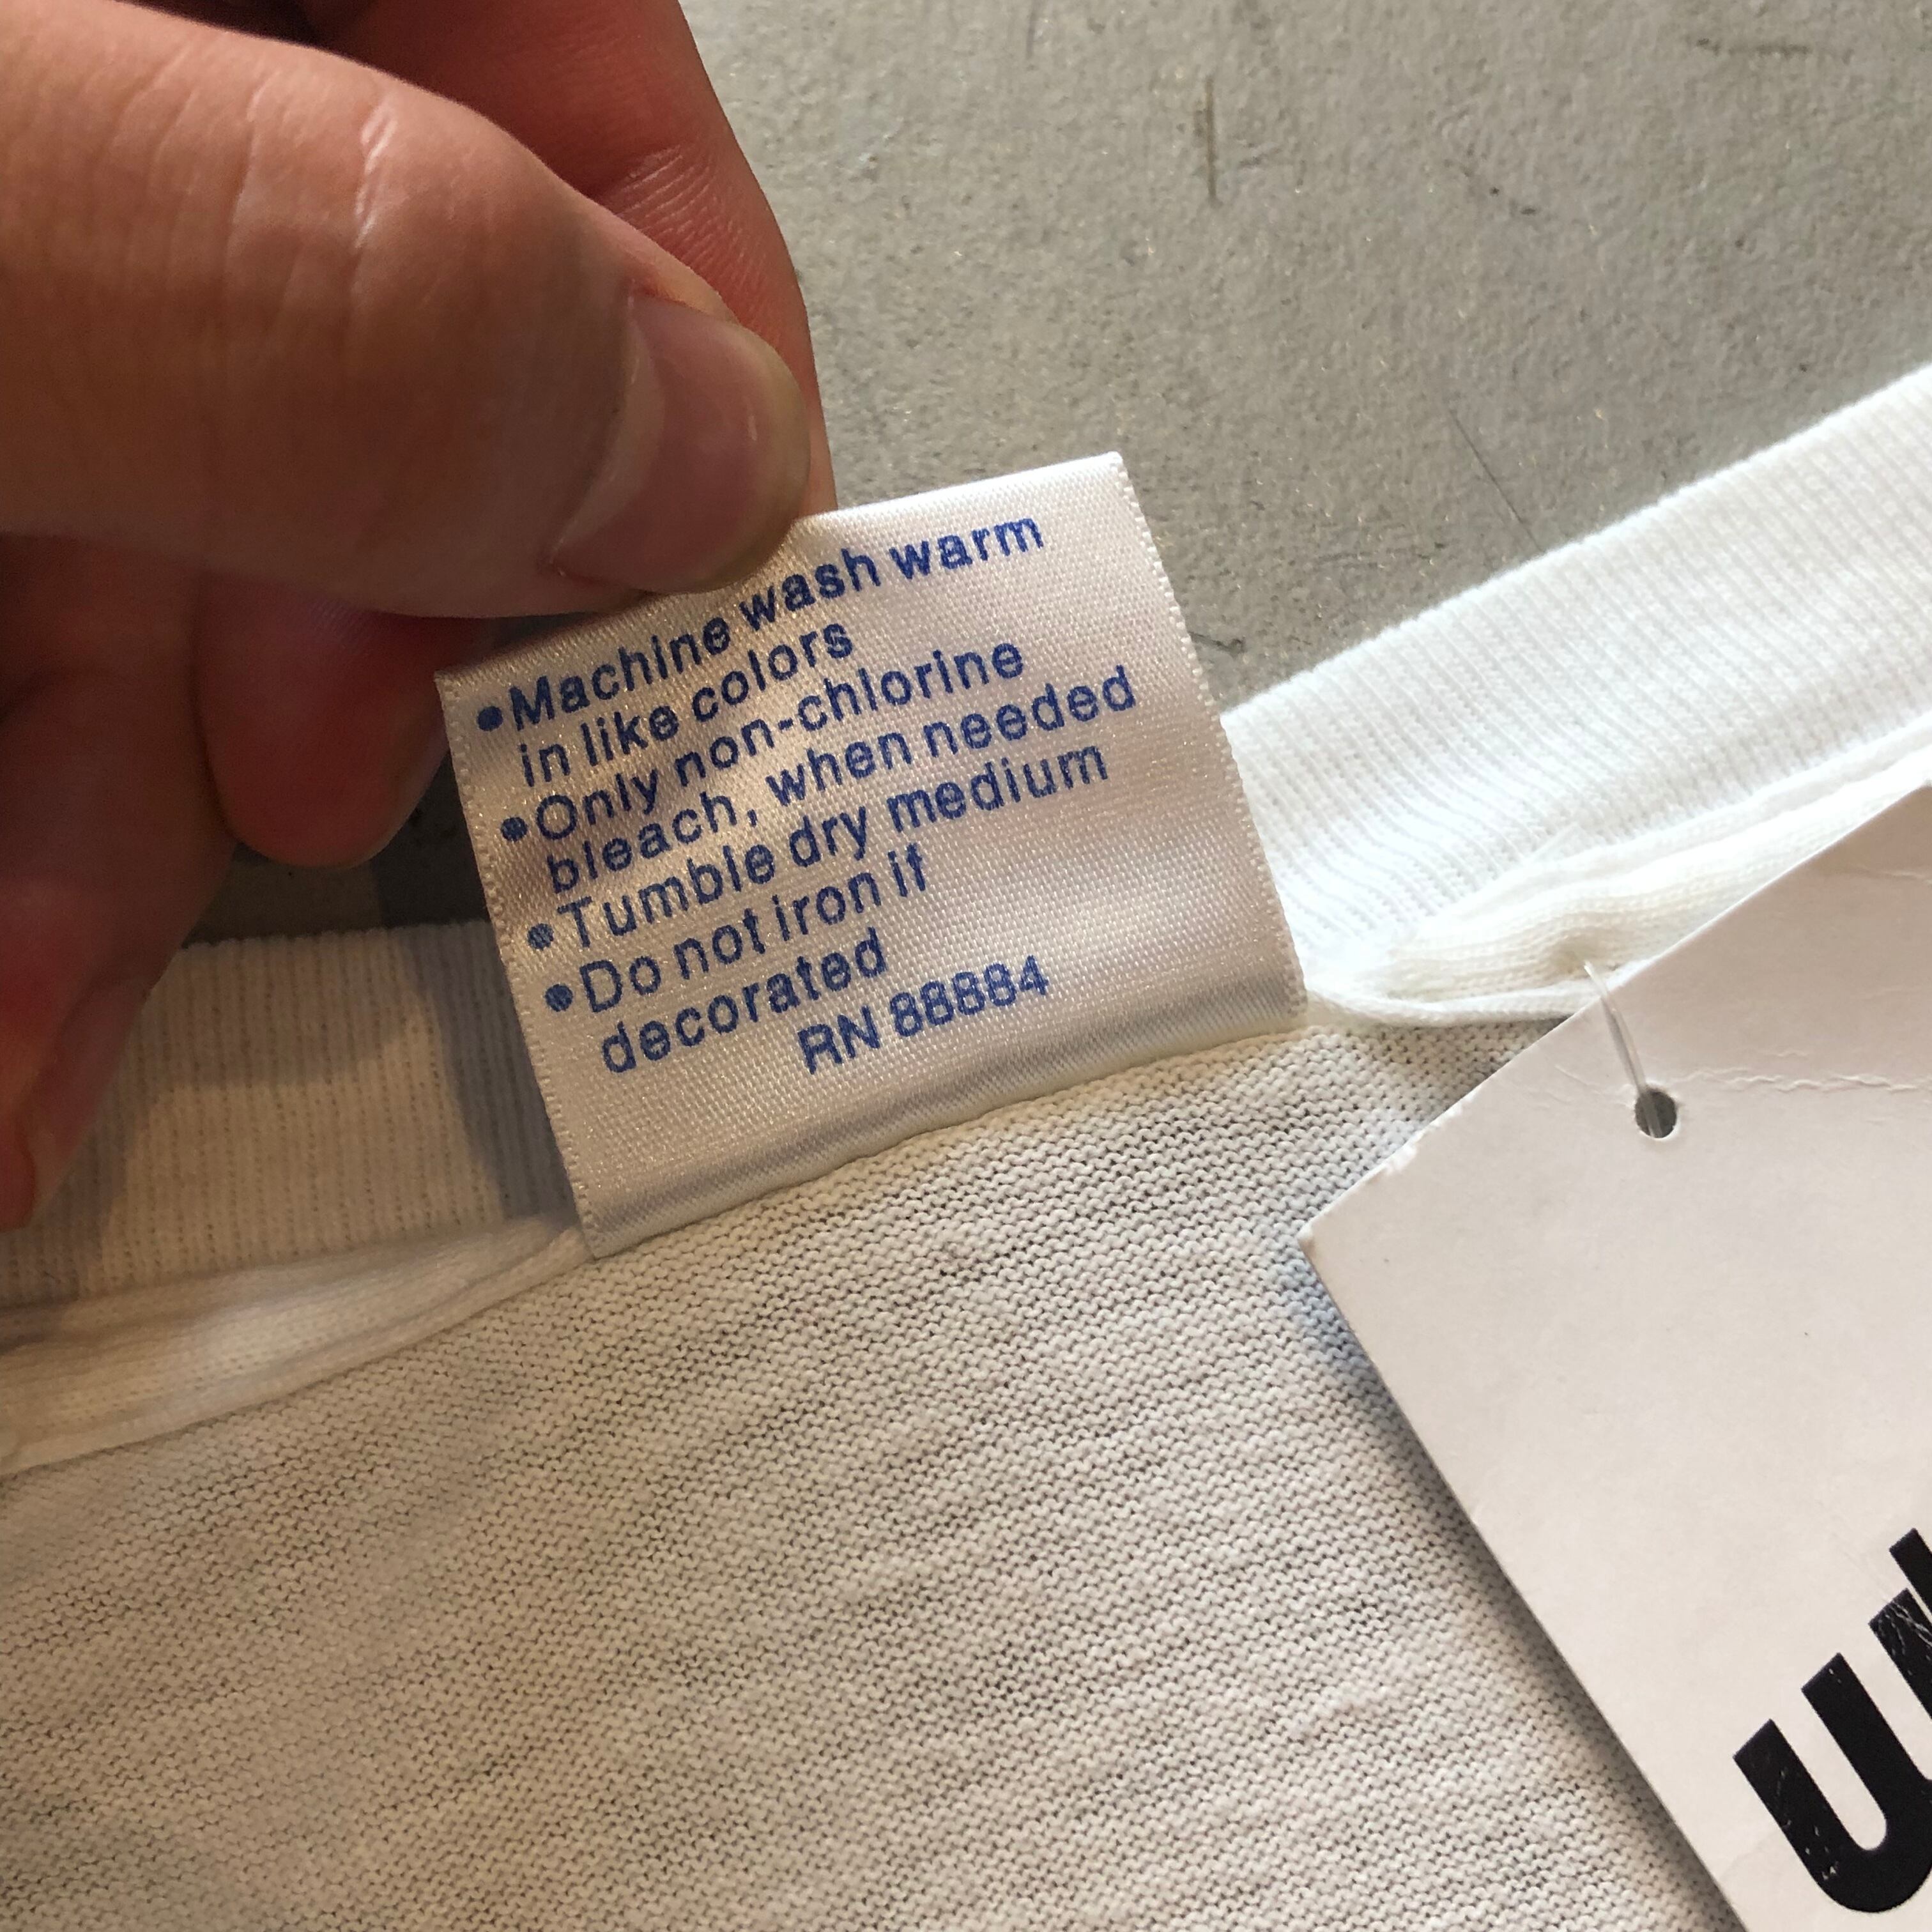 •Machine wash warm
in like colors
•Only non-chlorine
bleach, when needed
•Tumble dry medium
•Do not iron if
decorated
RN 88884